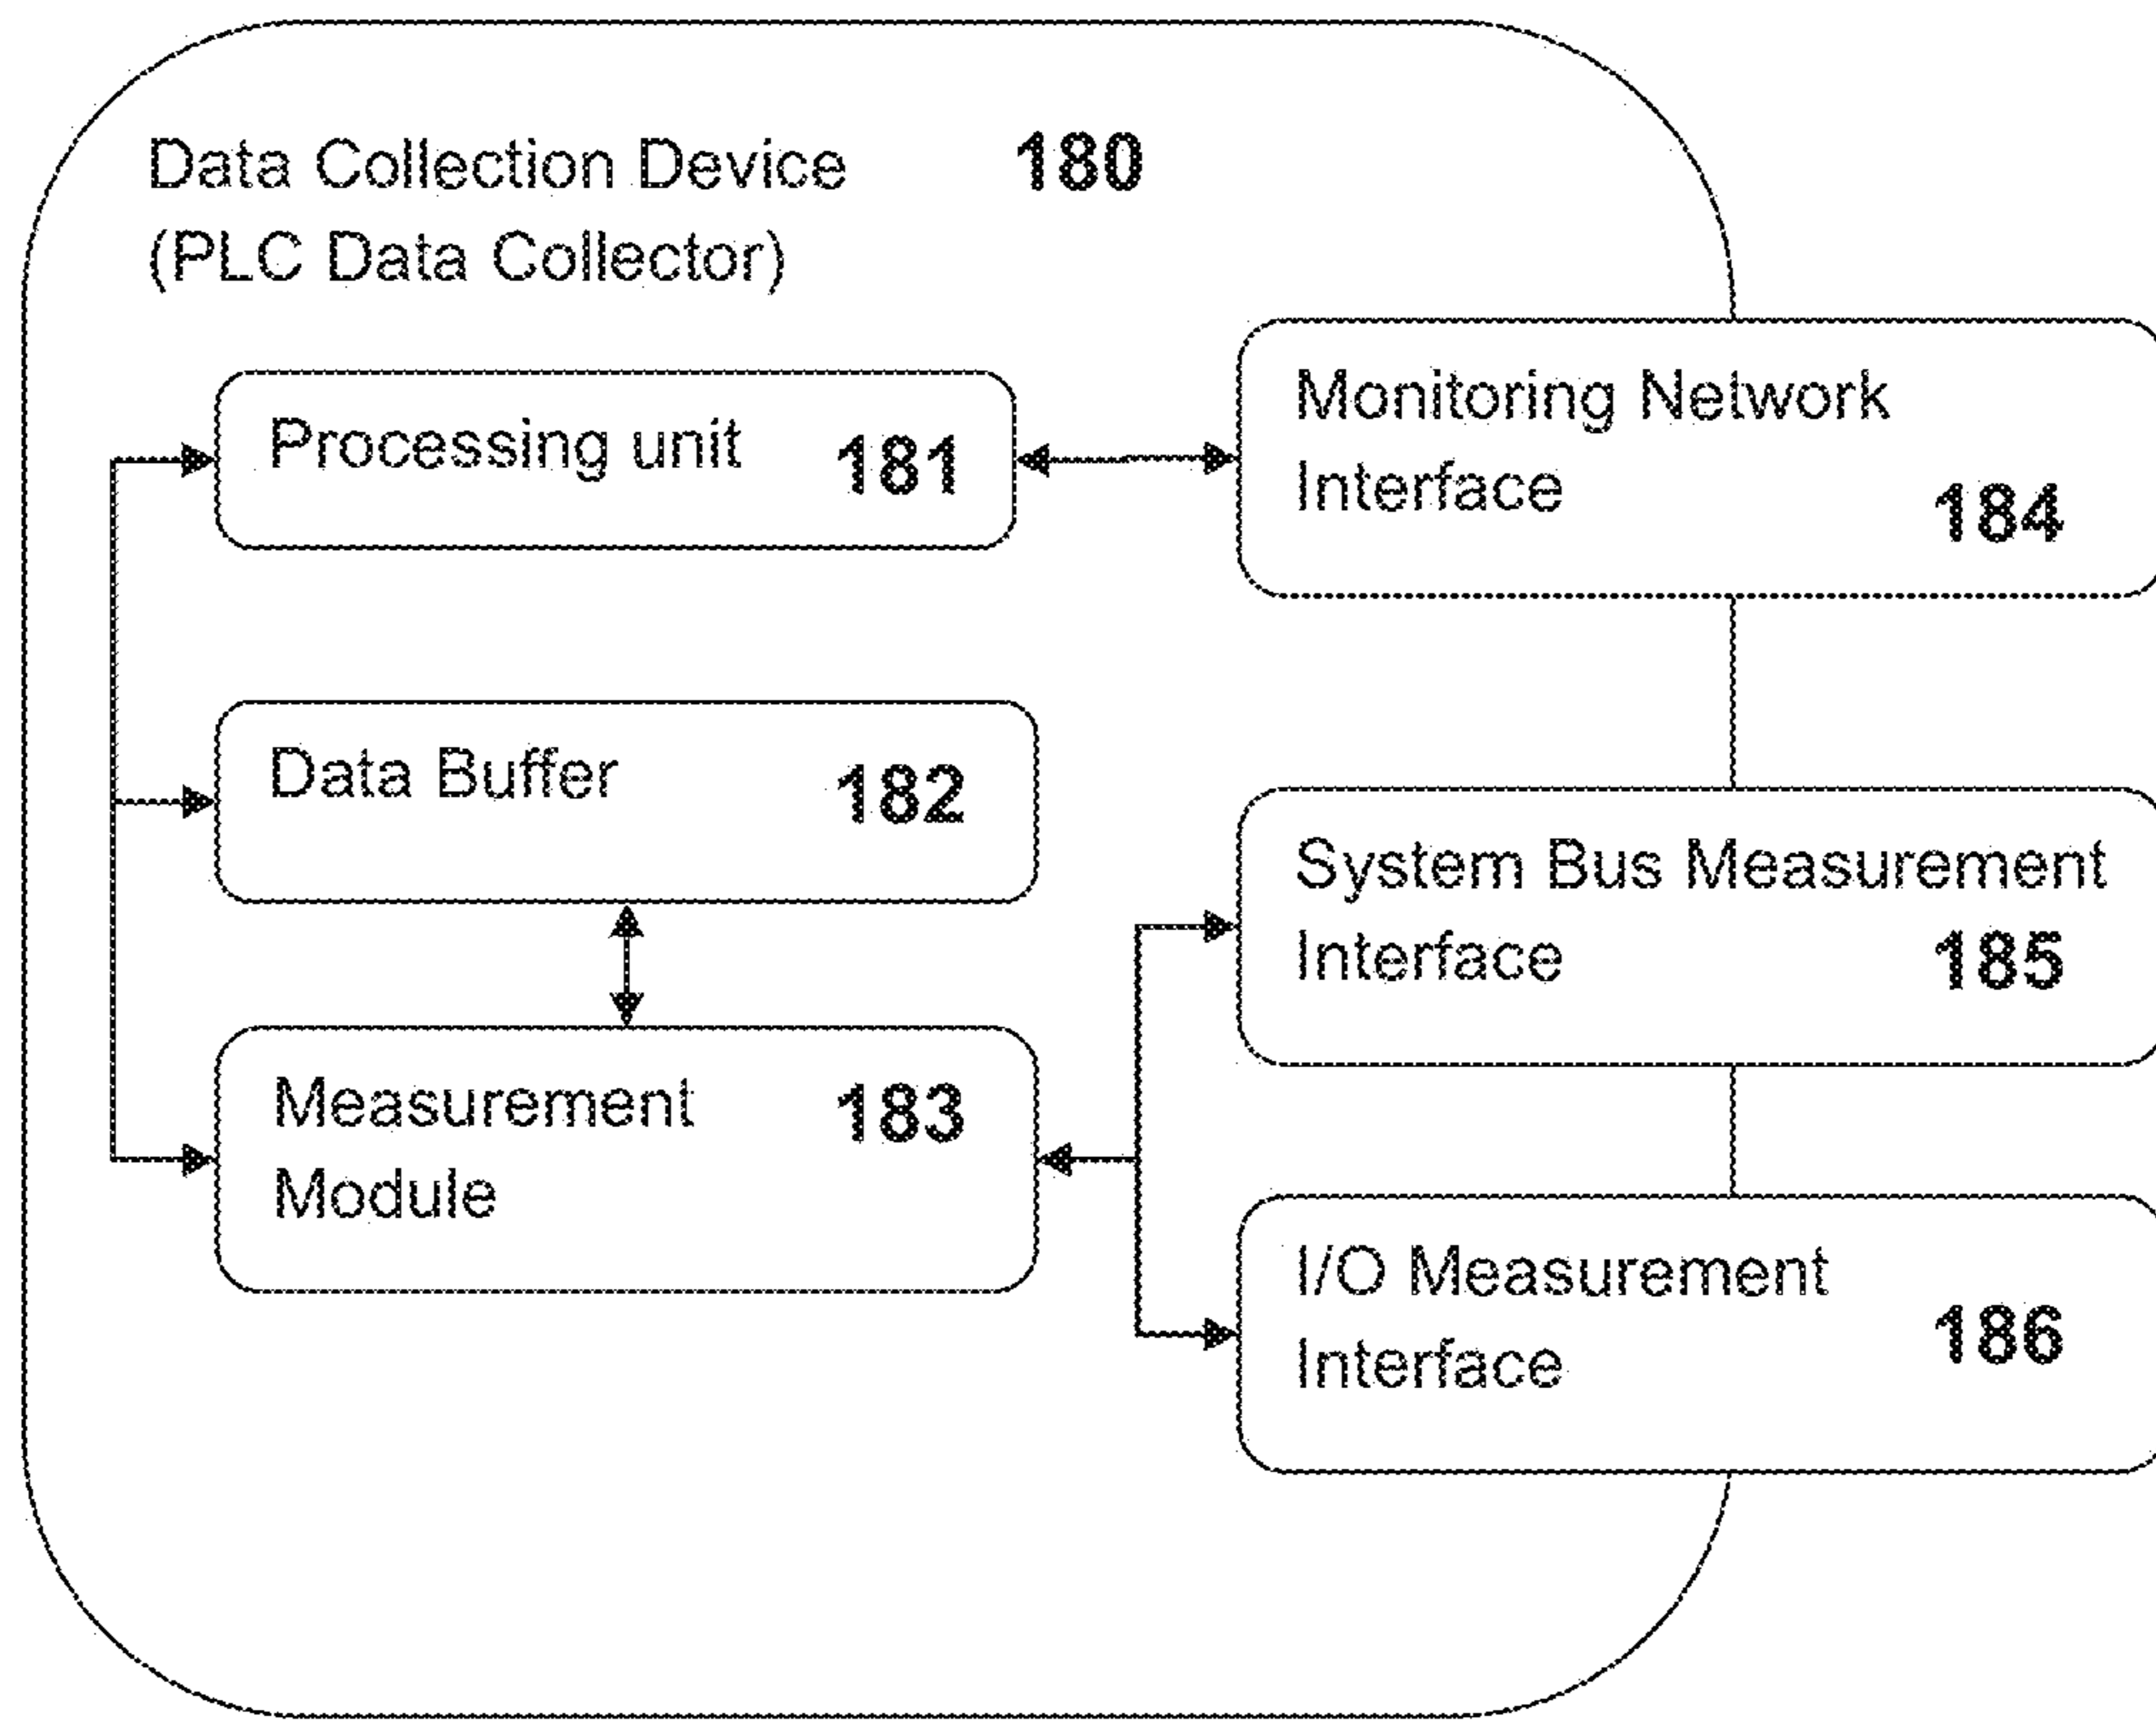 Data Collection Device 180
(PLC Data Collector)
Processing unit 181
Monitoring Network
Interface 184
Data Buffer 182
System Bus Measurement
Interface 185
Measurement 183
Module
I/O Measurement
Interface 186